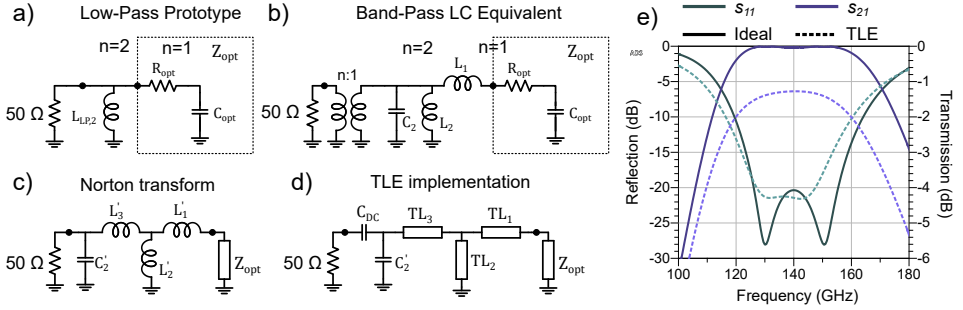 a) Low-Pass Prototype
n=2
n=1
Z_opt
R_opt
50 Ω
L_LP,2
C_opt
b) Band-Pass LC Equivalent
n=2
n=1
Z_opt
n:1
L_1
R_opt
50 Ω
C_2
L_2
C_opt
c) Norton transform
L'_3
L'_1
50 Ω
C'_2
L'_2
Z_opt
d) TLE implementation
C_DC
TL_3
TL_1
50 Ω
C'_2
TL_2
Z_opt
e)
s_11
s_21
Ideal
TLE
ADS
Reflection (dB)
0
-5
-10
-15
-20
-25
-30
Transmission (dB)
0
-1
-2
-3
-4
-5
-6
100 120 140 160 180
Frequency (GHz)